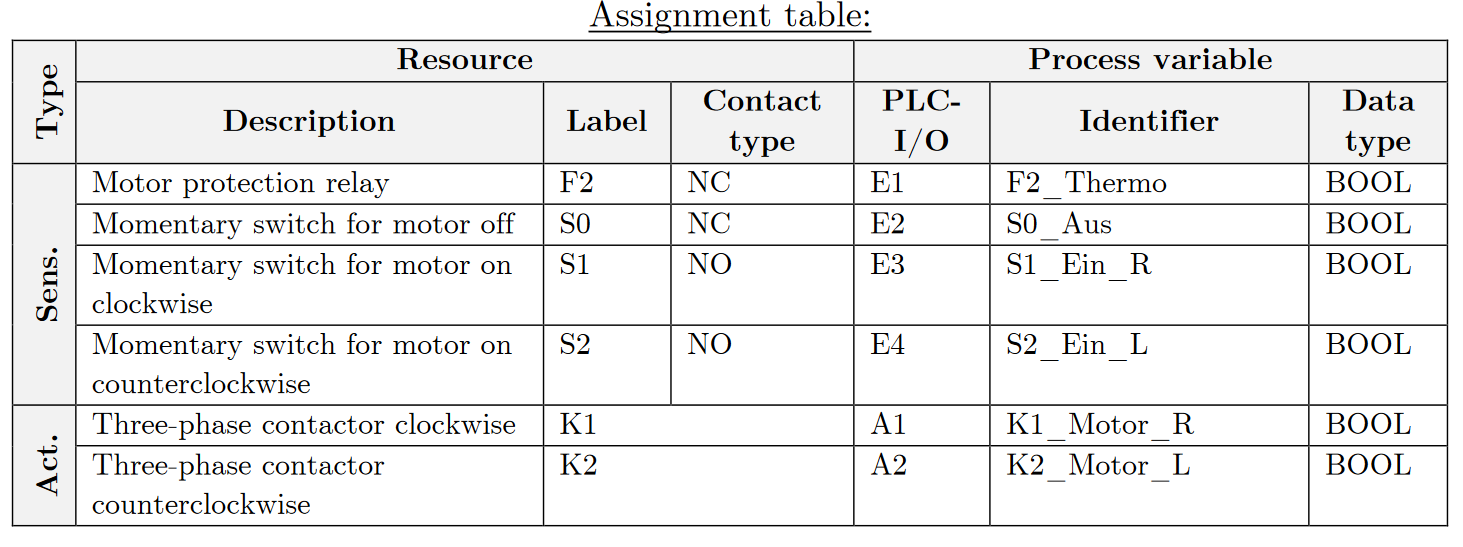 Assignment table:
Type Resource Process variable
Description Label Contact type PLC-I/O Identifier Data type
Sens.
Motor protection relay F2 NC E1 F2_Thermo BOOL
Momentary switch for motor off S0 NC E2 S0_Aus BOOL
Momentary switch for motor on S1 NO E3 S1_Ein_R BOOL
clockwise
Momentary switch for motor on S2 NO E4 S2_Ein_L BOOL
counterclockwise
Act.
Three-phase contactor clockwise K1 A1 K1_Motor_R BOOL
Three-phase contactor K2 A2 K2_Motor_L BOOL
counterclockwise